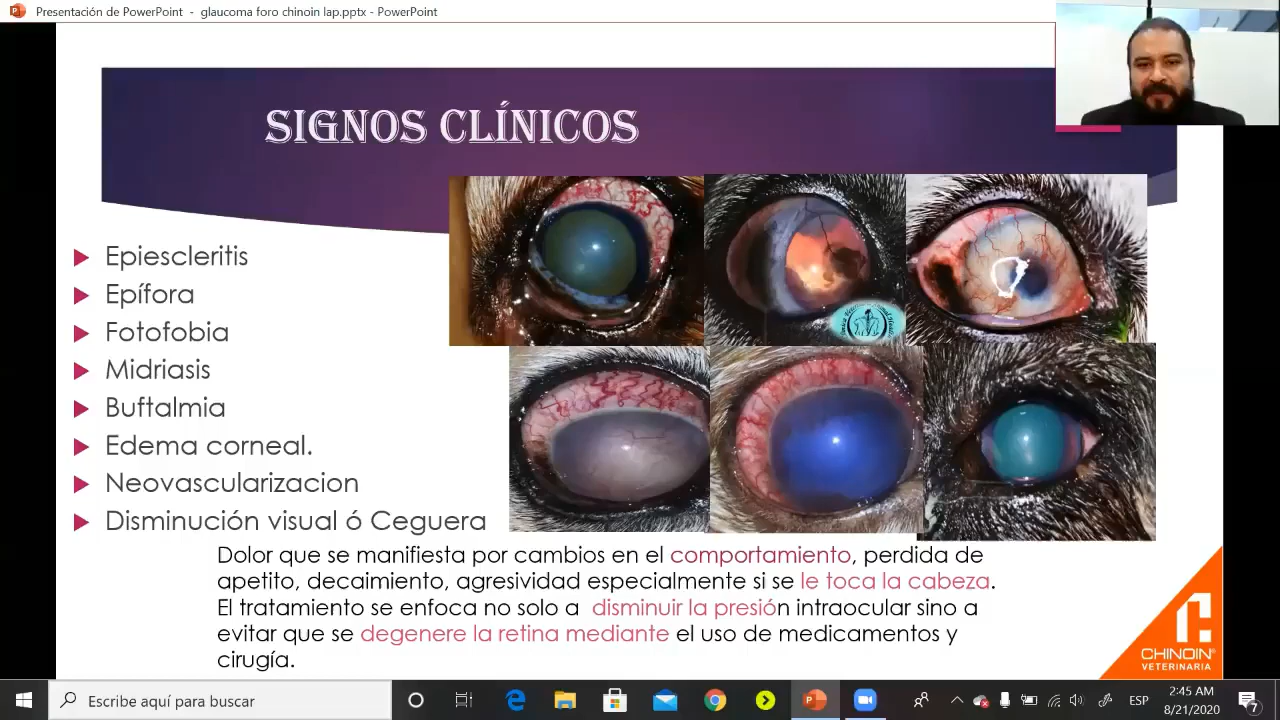 Presentación de PowerPoint - glaucoma foro chinoin lap.pptx - PowerPoint
SIGNOS CLÍNICOS
Epiescleritis
Epífora
Fotofobia
Midriasis
Buftalmia
Edema corneal.
Neovascularizacion
Disminución visual ó Ceguera
Dolor que se manifiesta por cambios en el comportamiento, perdida de
apetito, decaimiento, agresividad especialmente si se le toca la cabeza.
El tratamiento se enfoca no solo a disminuir la presión intraocular sino a
evitar que se degenere la retina mediante el uso de medicamentos y
cirugía.
CHINOIN®
VETERINARIA
Escribe aquí para buscar
ESP
2:45 AM
8/21/2020
7